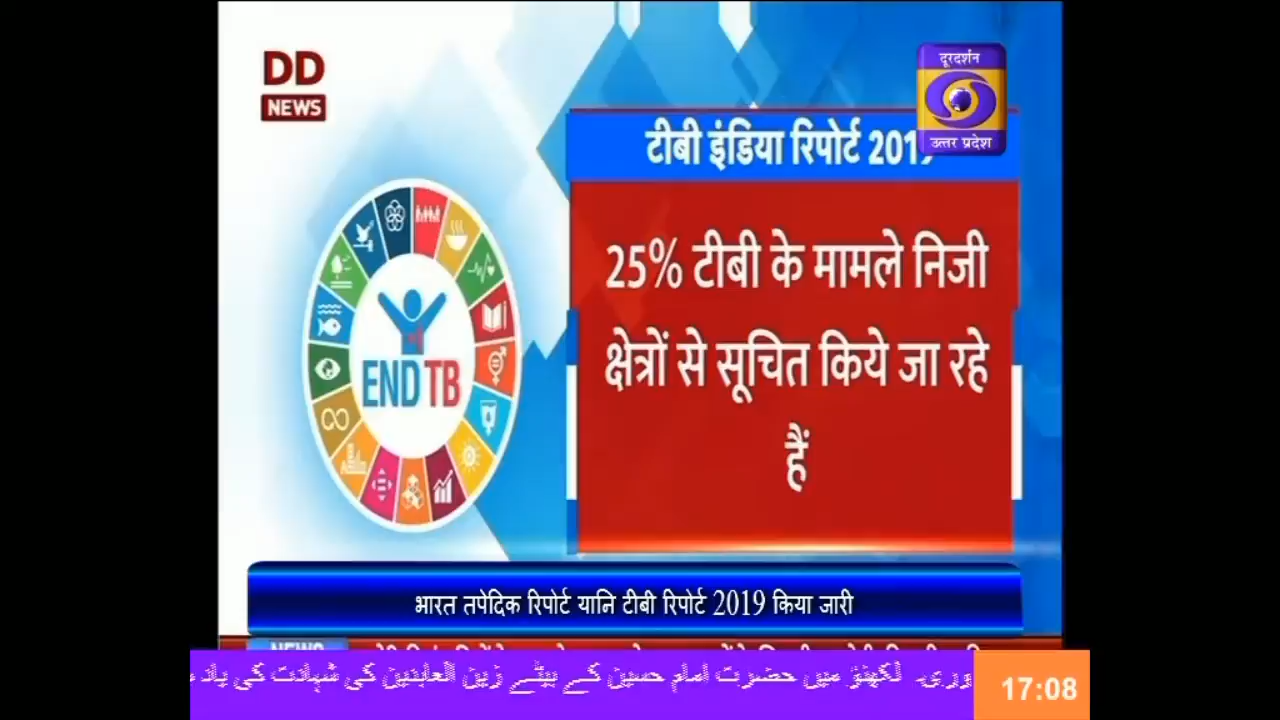 DD
NEWS
दूरदर्शन
उत्तर प्रदेश
टीबी इंडिया रिपोर्ट 2019
25% टीबी के मामले निजी
क्षेत्रों से सूचित किये जा रहे
हैं
END TB
भारत तपेदिक रिपोर्ट यानि टीबी रिपोर्ट 2019 किया जारी
NEWS
لکھنؤ میں حضرت امام حسین کے بیٹے زین العابدین کی شہادت کی یاد
17:08